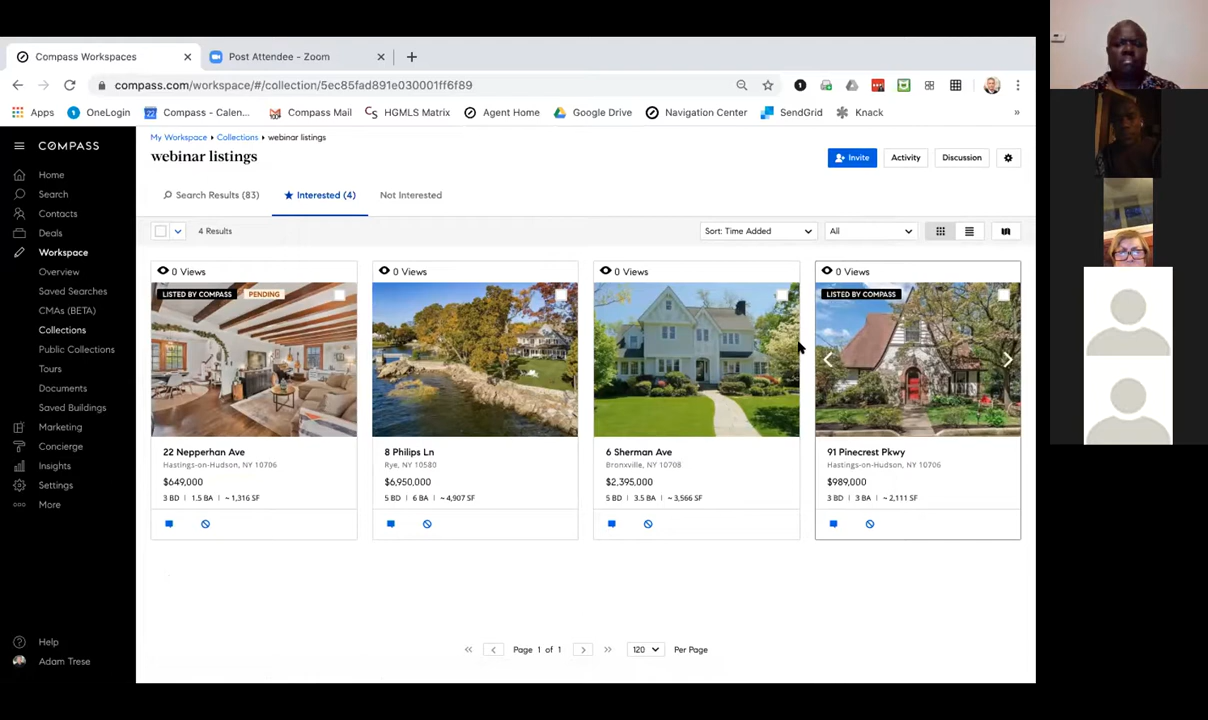 Compass Workspaces
Post Attendee - Zoom
compass.com/workspace/#/collection/5ec85fad891e030001ff6f89
Apps
OneLogin
Compass - Calen...
Compass Mail
HGMLS Matrix
Agent Home
Google Drive
Navigation Center
SendGrid
Knack
»
COMPASS
Home
Search
Contacts
Deals
Workspace
Overview
Saved Searches
CMAs (BETA)
Collections
Public Collections
Tours
Documents
Saved Buildings
Marketing
Concierge
Insights
Settings
More
Help
Adam Trese
My Workspace ▸ Collections ▸ webinar listings
webinar listings
Invite
Activity
Discussion
Search Results (83)
Interested (4)
Not Interested
4 Results
Sort: Time Added
All
0 Views
LISTED BY COMPASS
PENDING
22 Nepperhan Ave
Hastings-on-Hudson, NY 10706
$649,000
3 BD | 1.5 BA | ~ 1,316 SF
0 Views
8 Philips Ln
Rye, NY 10580
$6,950,000
5 BD | 6 BA | ~ 4,907 SF
0 Views
6 Sherman Ave
Bronxville, NY 10708
$2,395,000
5 BD | 3.5 BA | ~ 3,566 SF
0 Views
LISTED BY COMPASS
91 Pinecrest Pkwy
Hastings-on-Hudson, NY 10706
$989,000
3 BD | 3 BA | ~ 2,111 SF
Page 1 of 1
120
Per Page